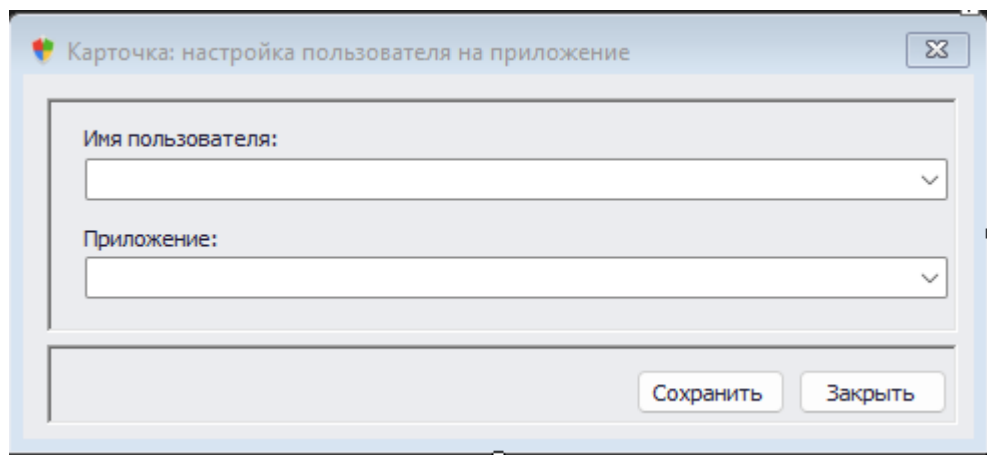 Карточка: настройка пользователя на приложение
Имя пользователя:
Приложение:
Сохранить Закрыть